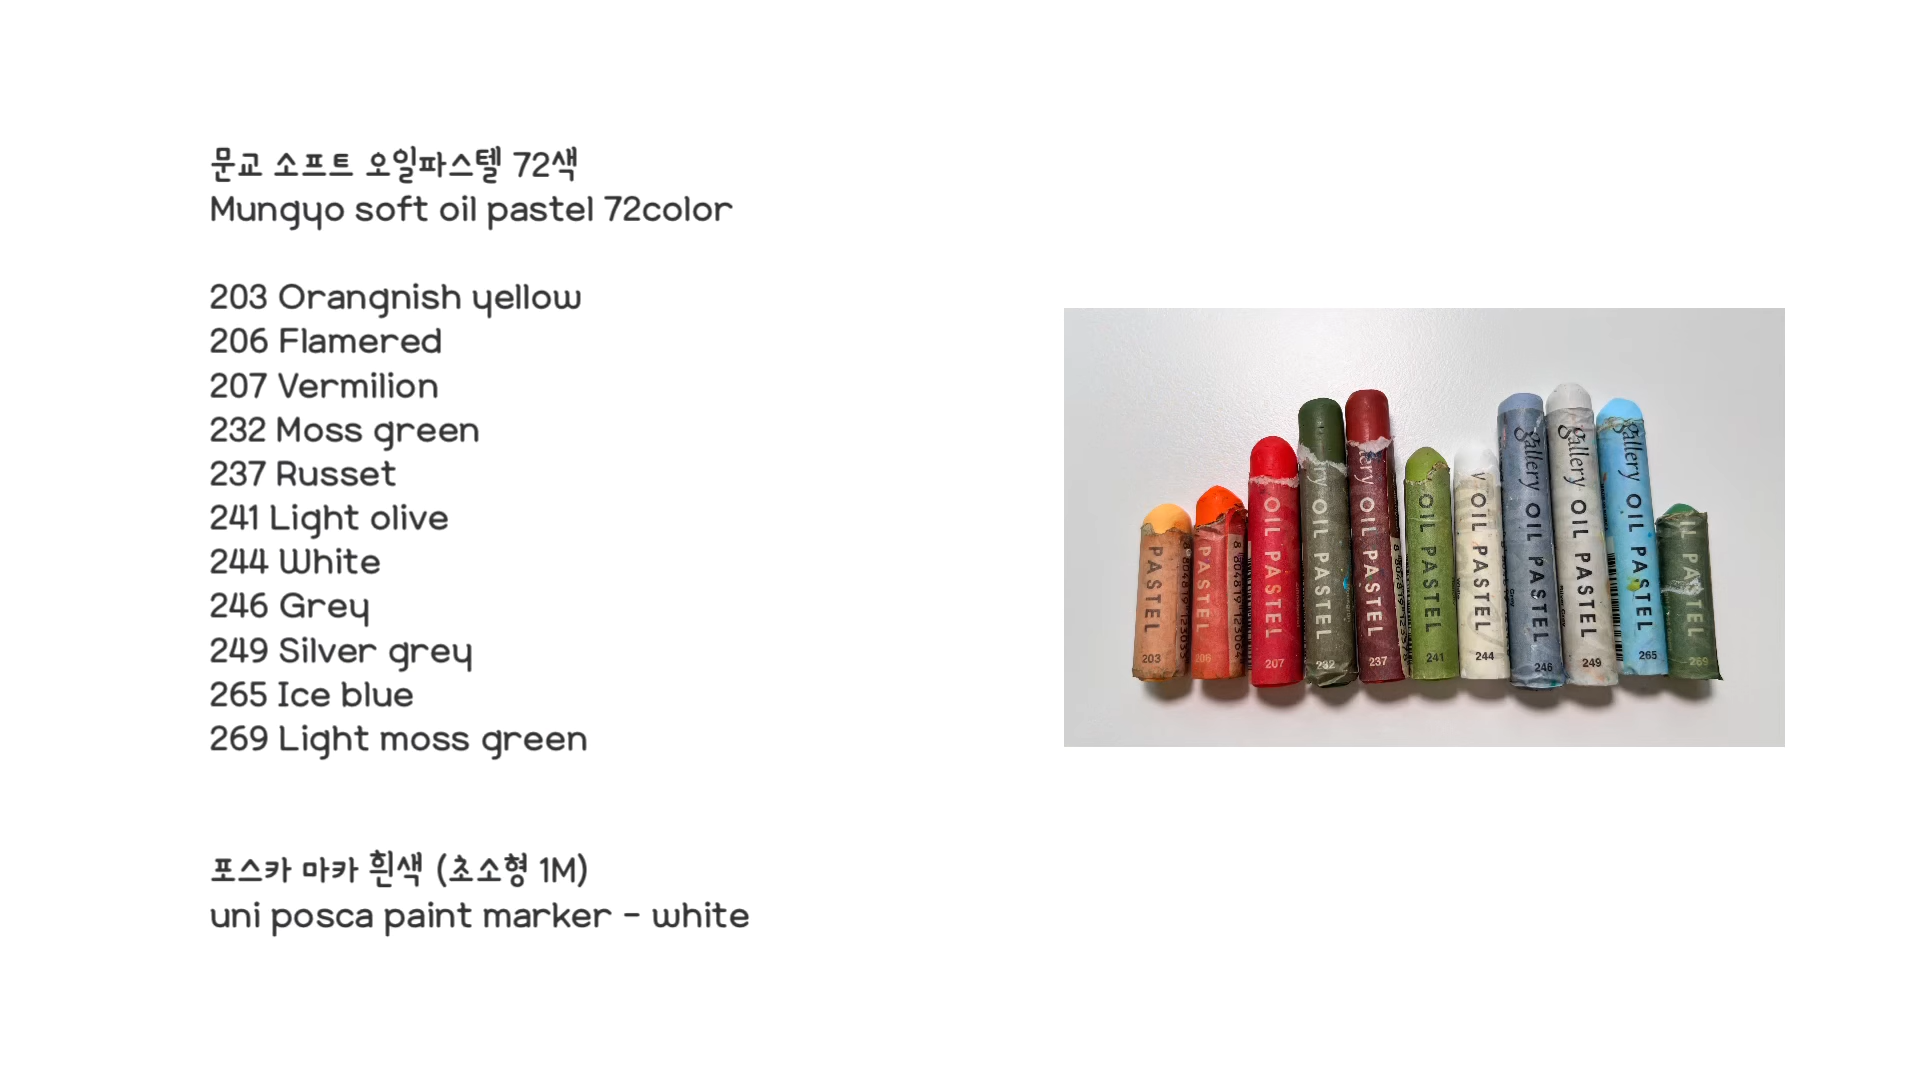 문교 소프트 오일파스텔 72색
Mungyo soft oil pastel 72color
203 Orangnish yellow
206 Flamered
207 Vermilion
232 Moss green
237 Russet
241 Light olive
244 White
246 Grey
249 Silver grey
265 Ice blue
269 Light moss green
포스카 마카 흰색 (초소형 1M)
uni posca paint marker - white
PASTEL
203
PASTEL
206
OIL PASTEL
207
OIL PASTEL
232
OIL PASTEL
237
OIL PASTEL
241
OIL PASTEL
244
gallery OIL PASTEL
246
gallery OIL PASTEL
249
gallery OIL PASTEL
265
PASTEL
269